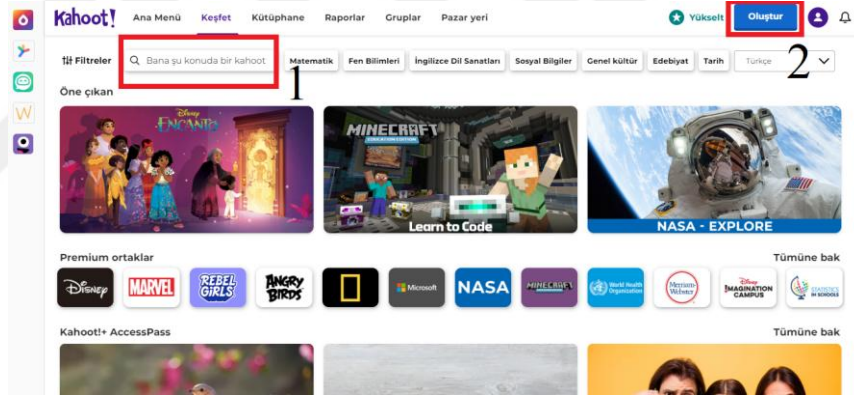 Kahoot! Ana Menü Keşfet Kütüphane Raporlar Gruplar Pazar yeri Yükselt Oluştur
Filtreler Bana şu konuda bir kahoot Matematik Fen Bilimleri İngilizce Dil Sanatları Sosyal Bilgiler Genel kültür Edebiyat Tarih Türkçe
1 2
Öne çıkan
Disney ENCANTO MINECRAFT EDUCATION EDITION
Learn to Code NASA - EXPLORE
Premium ortaklar Tümüne bak
Disney MARVEL REBEL GIRLS ANGRY BIRDS Microsoft NASA MINECRAFT World Health Organization Merriam-Webster Disney IMAGINATION CAMPUS STATISTICS IN SCHOOLS
Kahoot!+ AccessPass Tümüne bak